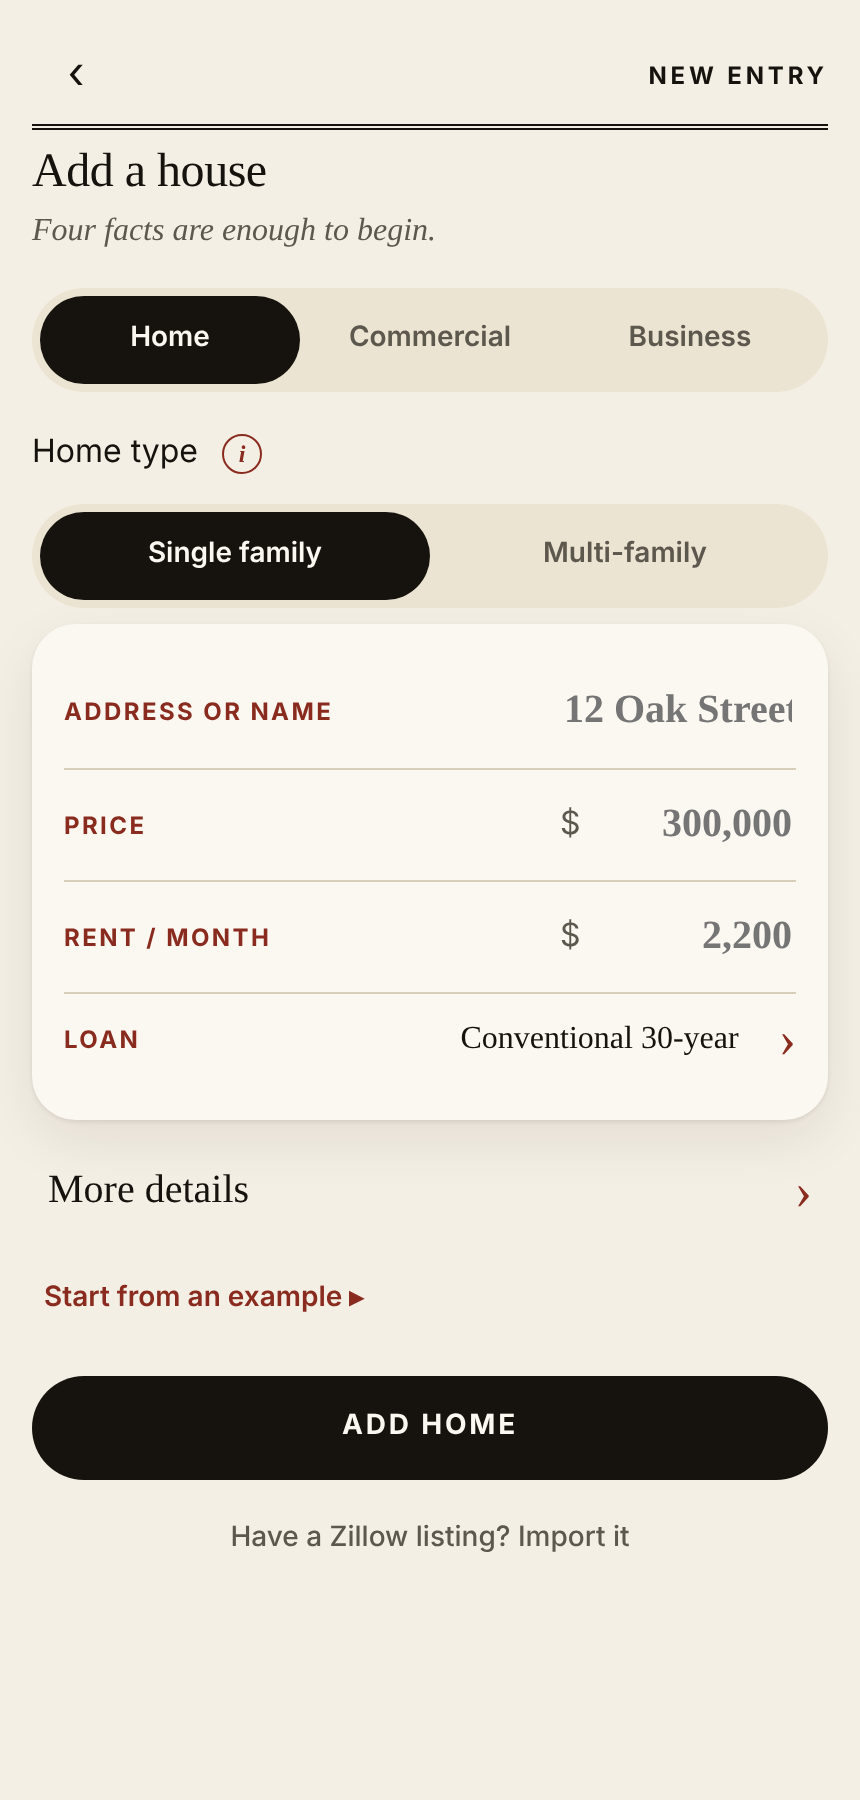 ‹ NEW ENTRY
Add a house
Four facts are enough to begin.
Home Commercial Business
Home type i
Single family Multi-family
ADDRESS OR NAME 12 Oak Street
PRICE $ 300,000
RENT / MONTH $ 2,200
LOAN Conventional 30-year ›
More details ›
Start from an example ▸
ADD HOME
Have a Zillow listing? Import it